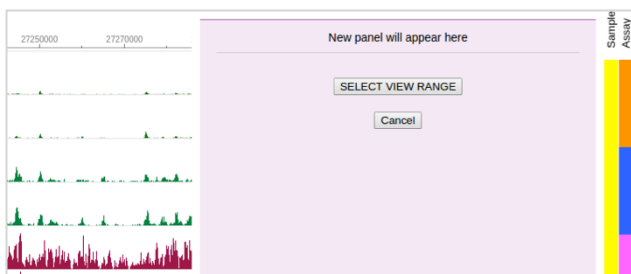 27250000 27270000
New panel will appear here
SELECT VIEW RANGE
Cancel
Sample
Assay